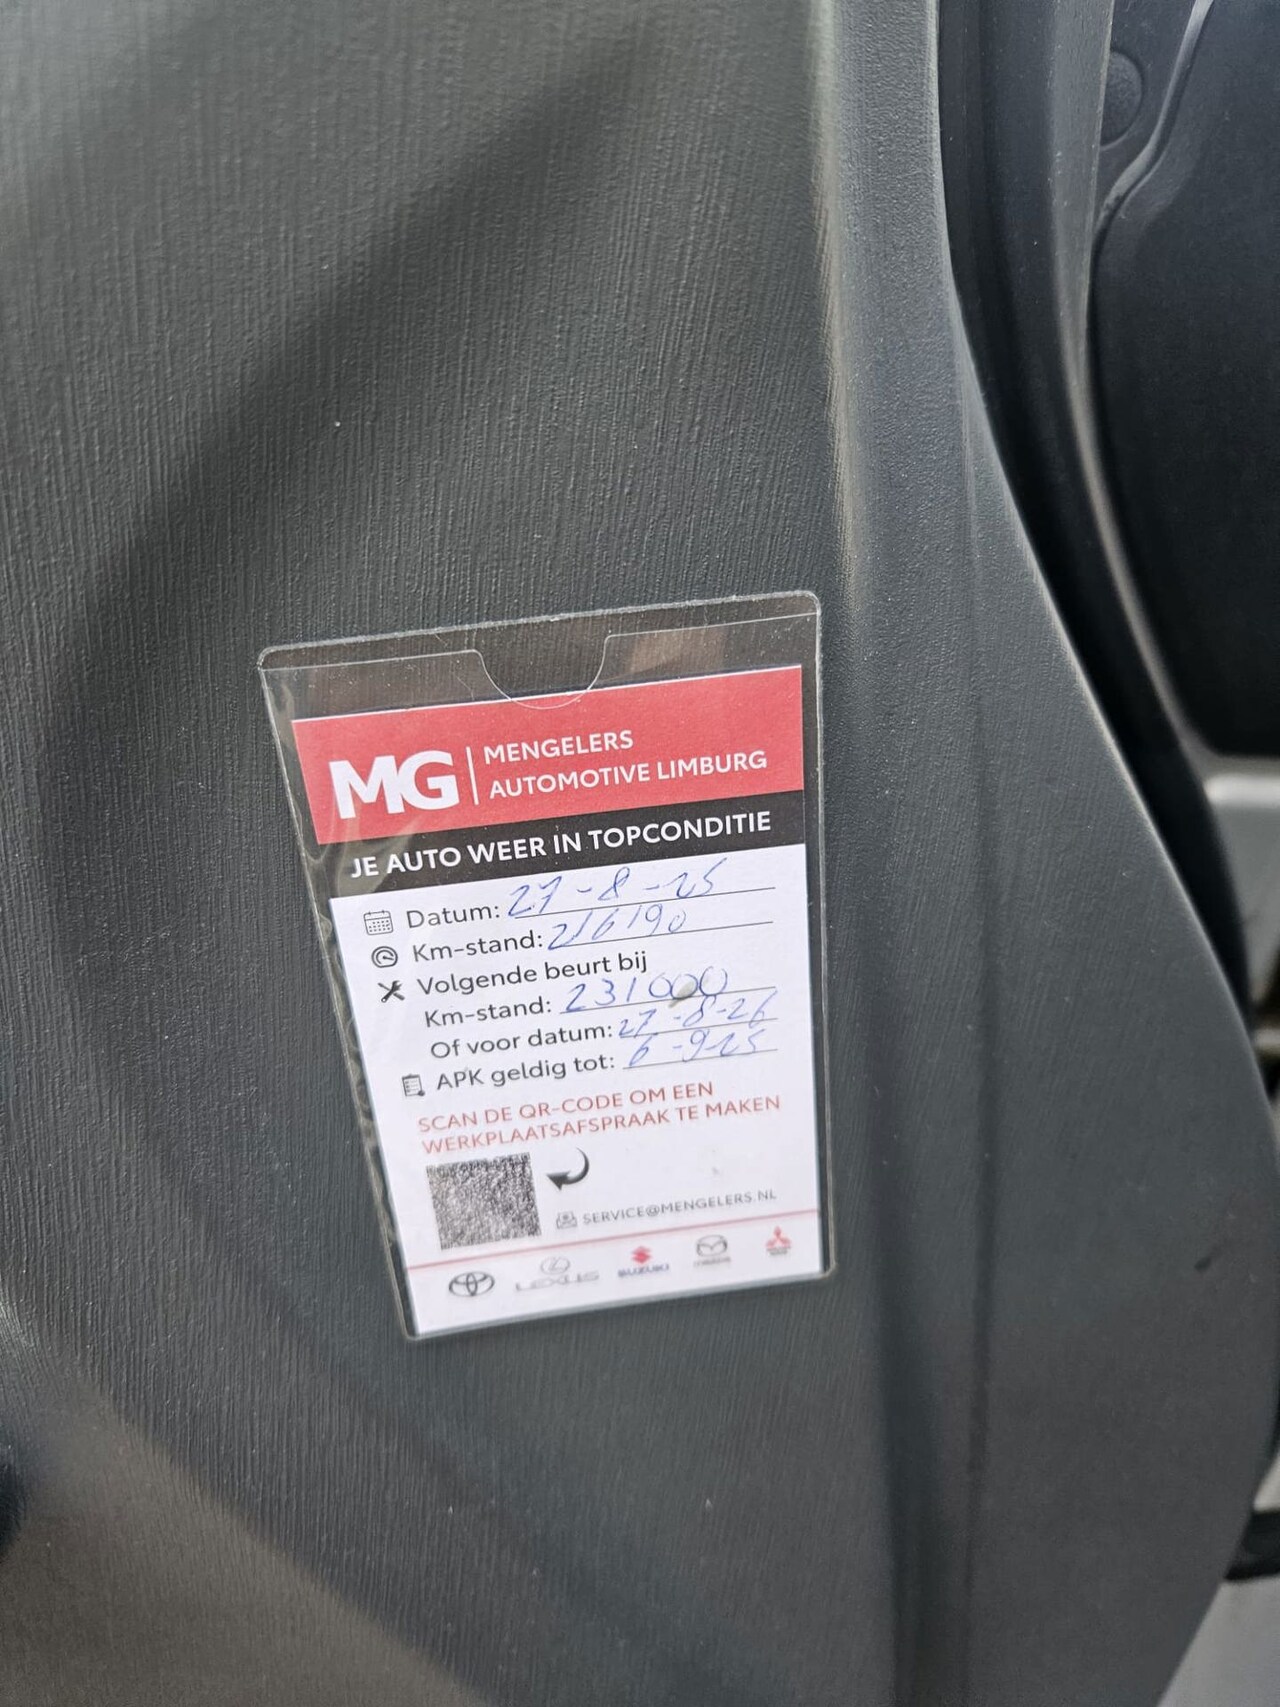 MG | MENGELERS
AUTOMOTIVE LIMBURG
JE AUTO WEER IN TOPCONDITIE
Datum: 27-8-25
Km-stand: 216190
Volgende beurt bij
Km-stand: 231000
Of voor datum: 27-8-26
APK geldig tot: 6-9-25
SCAN DE QR-CODE OM EEN
WERKPLAATSAFSPRAAK TE MAKEN
SERVICE@MENGELERS.NL
LEXUS
SUZUKI